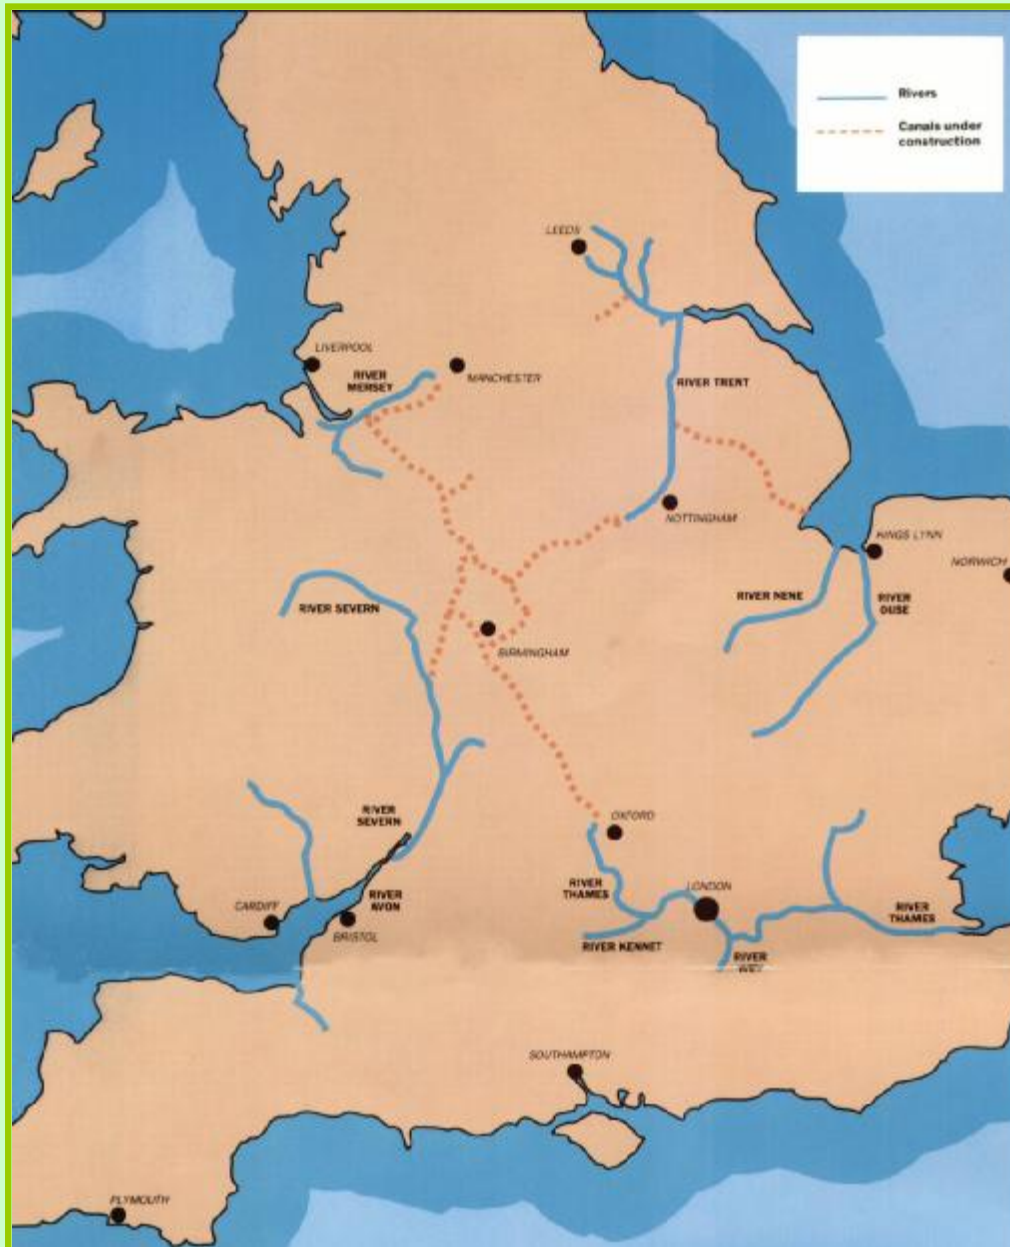 Rivers
Canals under
construction
LEEDS
LIVERPOOL
RIVER
MERSEY
MANCHESTER
RIVER TRENT
NOTTINGHAM
KINGS LYNN
NORWICH
RIVER SEVERN
RIVER NENE
RIVER
OUSE
BIRMINGHAM
RIVER
SEVERN
OXFORD
RIVER
THAMES
LONDON
RIVER
AVON
CARDIFF
BRISTOL
RIVER
THAMES
RIVER KENNET
RIVER
WEY
SOUTHAMPTON
PLYMOUTH